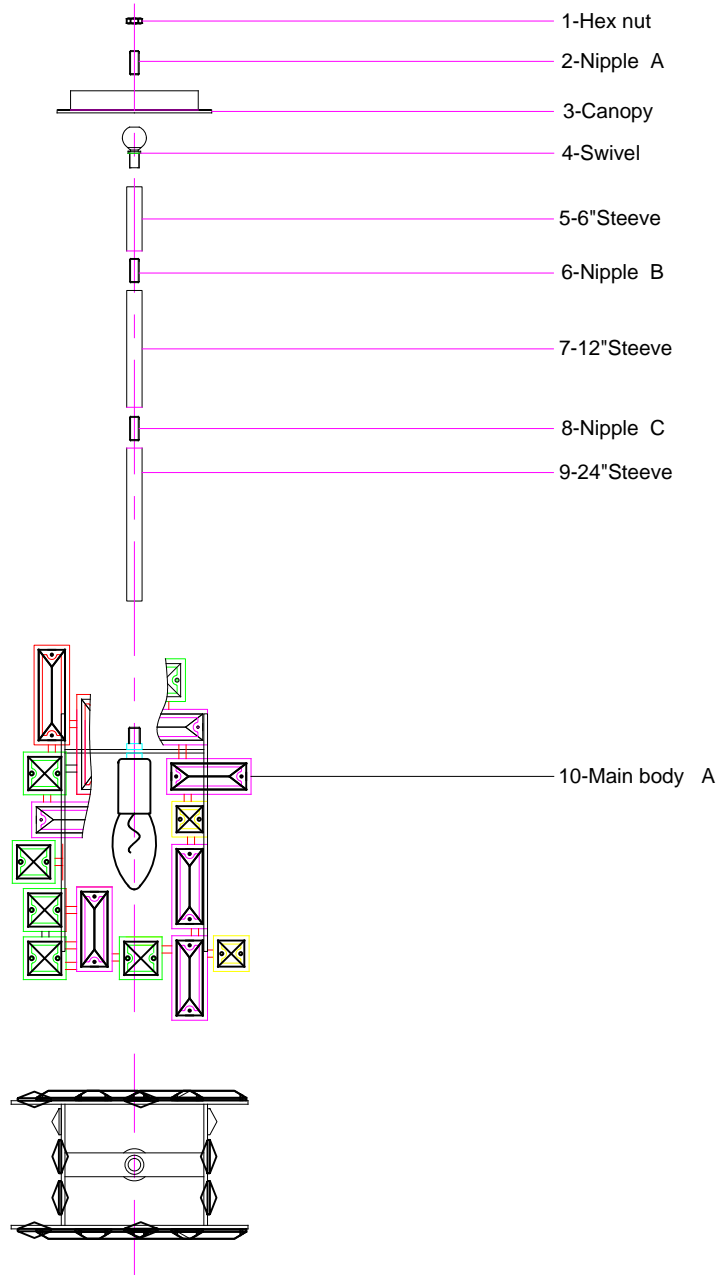 1-Hex nut
2-Nipple A
3-Canopy
4-Swivel
5-6"Steeve
6-Nipple B
7-12"Steeve
8-Nipple C
9-24"Steeve
10-Main body A